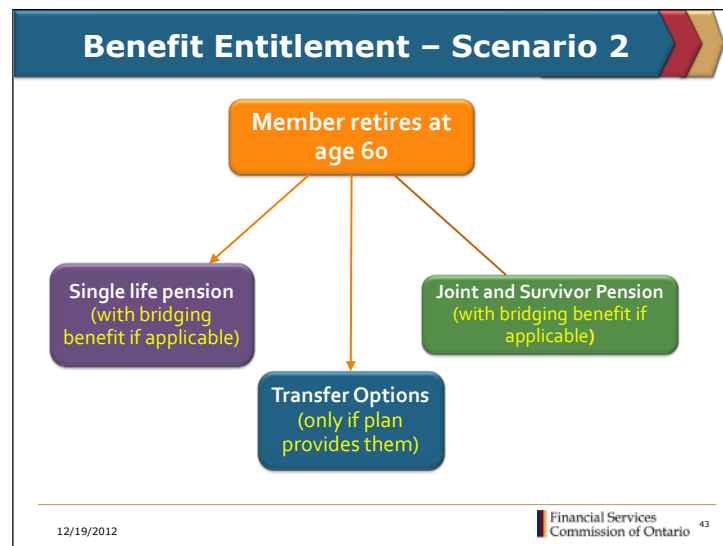 Benefit Entitlement – Scenario 2
Member retires at
age 60
Single life pension
(with bridging
benefit if applicable)
Joint and Survivor Pension
(with bridging benefit if
applicable)
Transfer Options
(only if plan
provides them)
12/19/2012
Financial Services
Commission of Ontario
43